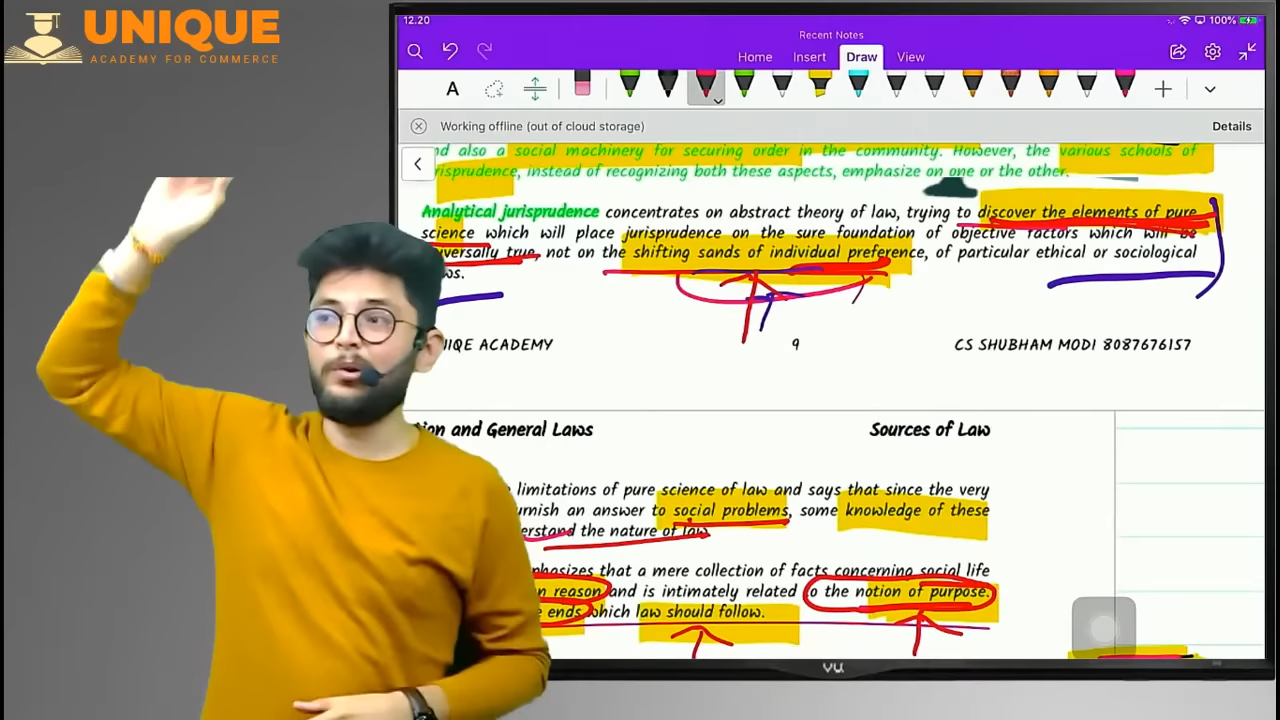 UNIQUE
ACADEMY FOR COMMERCE
12.20
100%
Recent Notes
Home Insert Draw View
A
Working offline (out of cloud storage)
Details
nd also a social machinery for securing order in the community. However, the various schools of
risprudence, instead of recognizing both these aspects, emphasize on one or the other.
Analytical jurisprudence concentrates on abstract theory of law, trying to discover the elements of pure
science which will place jurisprudence on the sure foundation of objective factors which will be
versally true, not on the shifting sands of individual preference, of particular ethical or sociological
ws.
IQE ACADEMY
9
CS SHUBHAM MODI 8087676157
ion and General Laws
Sources of Law
limitations of pure science of law and says that since the very
urnish an answer to social problems, some knowledge of these
erstand the nature of law
phasizes that a mere collection of facts concerning social life
n reason and is intimately related to the notion of purpose.
e ends which law should follow.
VU